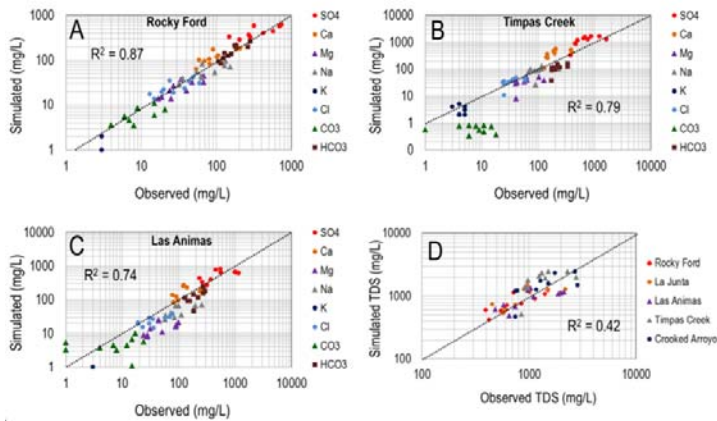 A
Rocky Ford
R² = 0.87
Simulated (mg/L)
1000
100
10
1
1
10
100
1000
Observed (mg/L)
SO4
Ca
Mg
Na
K
Cl
CO3
HCO3
B
Timpas Creek
R² = 0.79
Simulated (mg/L)
10000
1000
100
10
1
0
1
10
100
1000
10000
Observed (mg/L)
SO4
Ca
Mg
Na
K
Cl
CO3
HCO3
C
Las Animas
R² = 0.74
Simulated (mg/L)
10000
1000
100
10
1
1
10
100
1000
10000
Observed (mg/L)
SO4
Ca
Mg
Na
K
Cl
CO3
HCO3
D
R² = 0.42
Simulated TDS (mg/L)
10000
1000
100
100
1000
10000
Observed TDS (mg/L)
Rocky Ford
La Junta
Las Animas
Timpas Creek
Crooked Arroyo